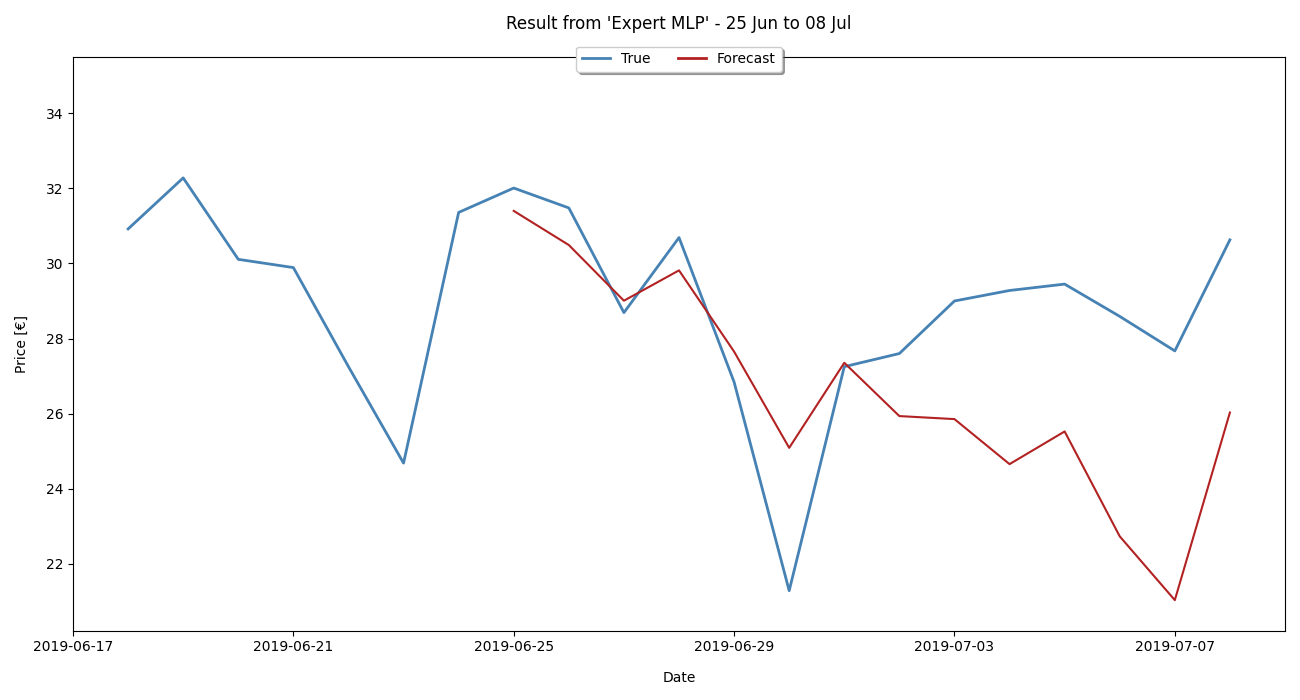 Result from 'Expert MLP' - 25 Jun to 08 Jul
True Forecast
34
32
30
28
26
24
22
Price [€]
2019-06-17 2019-06-21 2019-06-25 2019-06-29 2019-07-03 2019-07-07
Date